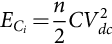 E_{C_i} = \frac{n}{2} C V_{dc}^2